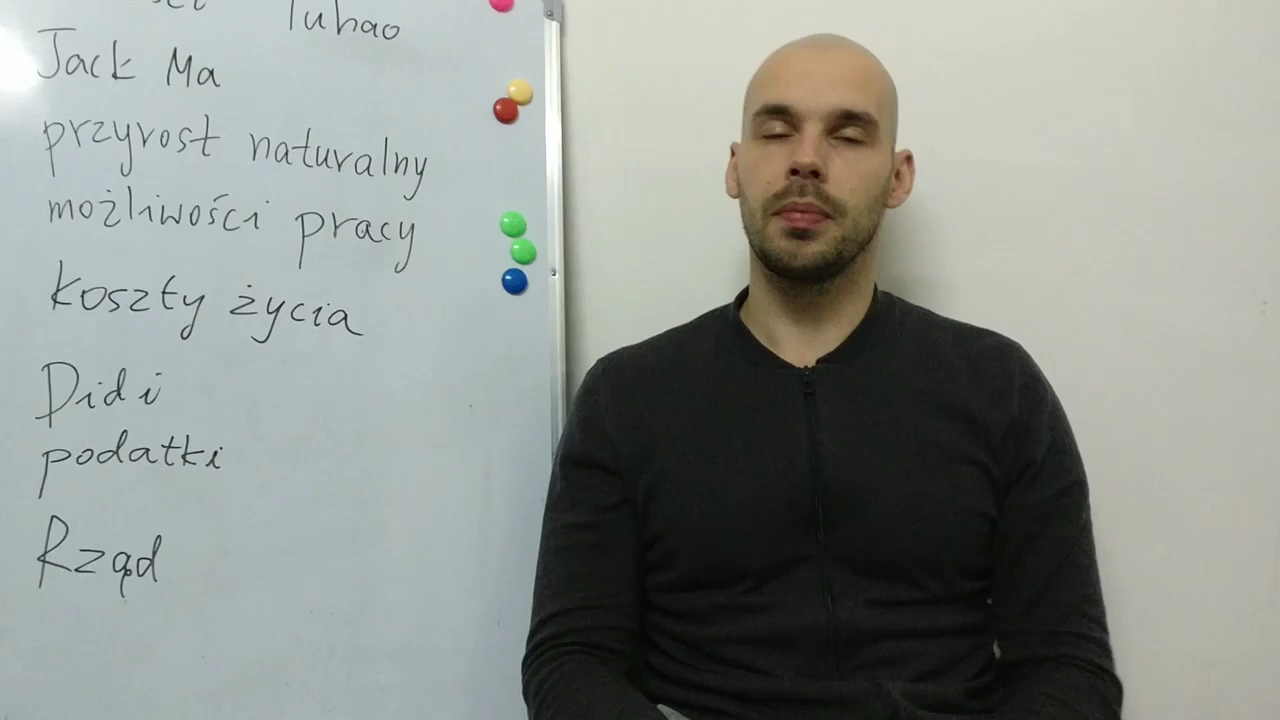 tuhao
Jack Ma
przyrost naturalny
możliwości pracy
Koszty życia
Didi
podatki
Rząd